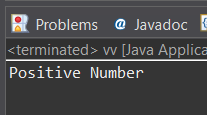 Problems @ Javadoc
<terminated> vv [Java Applica
Positive Number